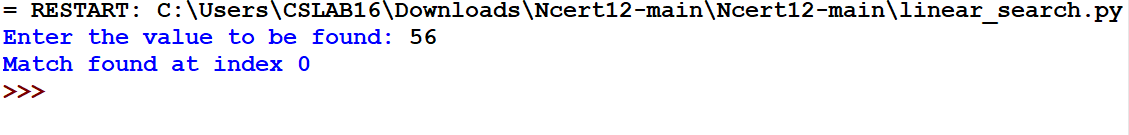 = RESTART: C:\Users\CSLAB16\Downloads\Ncert12-main\Ncert12-main\linear_search.py
Enter the value to be found: 56
Match found at index 0
>>>